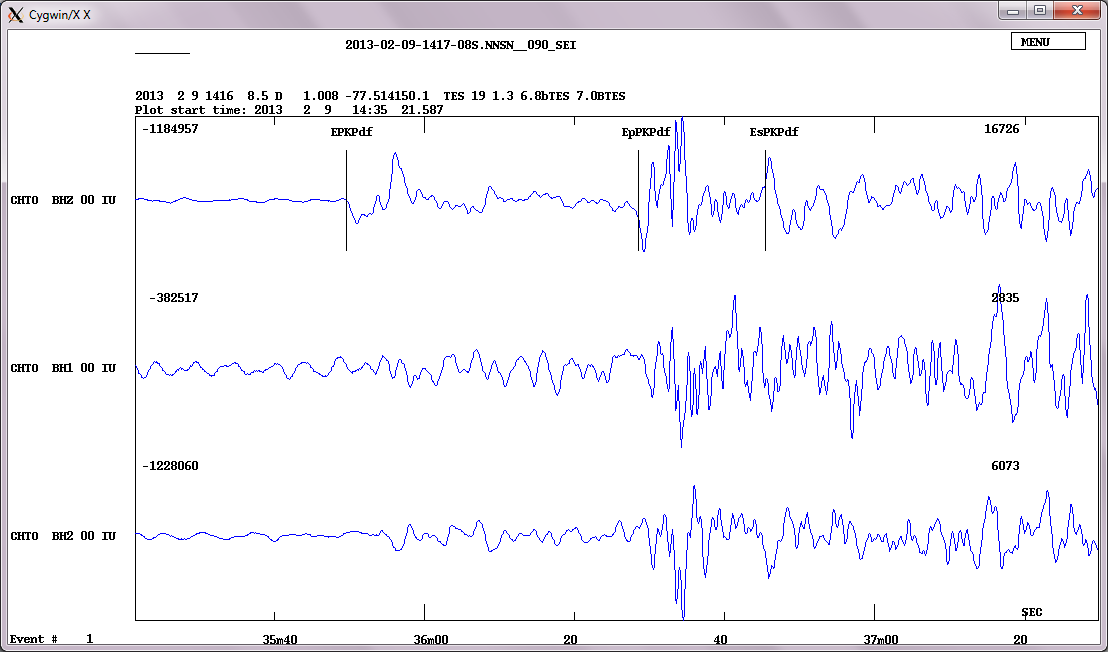 Cygwin/X X
2013-02-09-1417-08S.NNSN__090_SEI
MENU
2013  2 9 1416  8.5 D   1.008 -77.514150.1  TES 19 1.3 6.8bTES 7.0BTES
Plot start time: 2013   2  9   14:35  21.587
-1184957 16726
EPKPdf EpPKPdf EsPKPdf
CHTO  BHZ 00 IU
-382517 2835
CHTO  BH1 00 IU
-1228060 6073
CHTO  BH2 00 IU
SEC
Event #    1 35m40 36m00 20 40 37m00 20